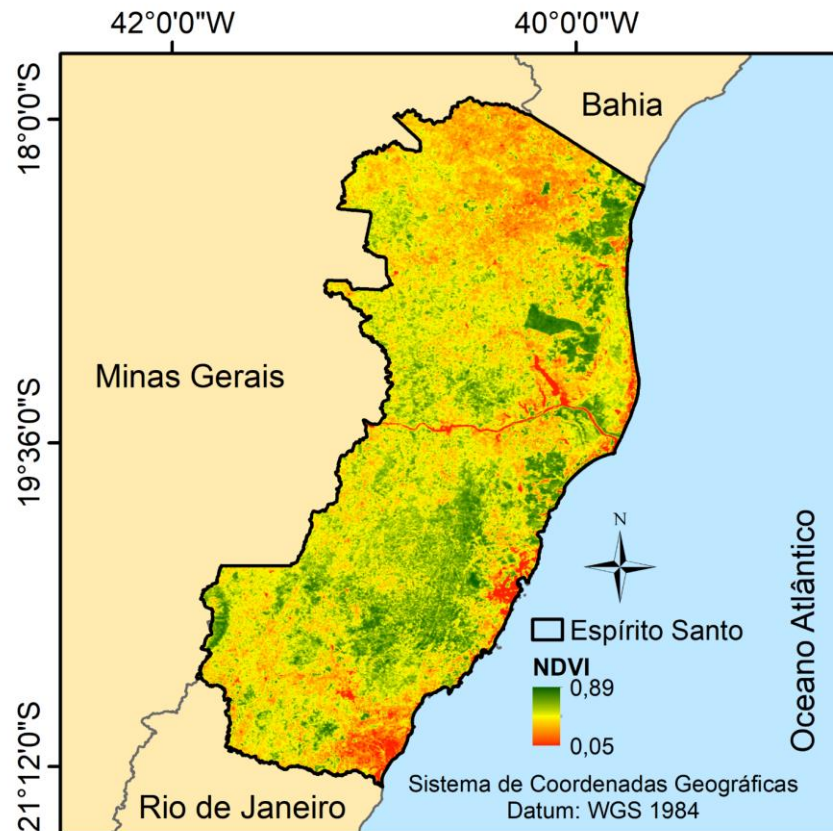 42°0'0"W
40°0'0"W
18°0'0"S
Bahia
Minas Gerais
19°36'0"S
N
Oceano Atlântico
Espírito Santo
NDVI
0,89
0,05
21°12'0"S
Sistema de Coordenadas Geográficas
Datum: WGS 1984
Rio de Janeiro